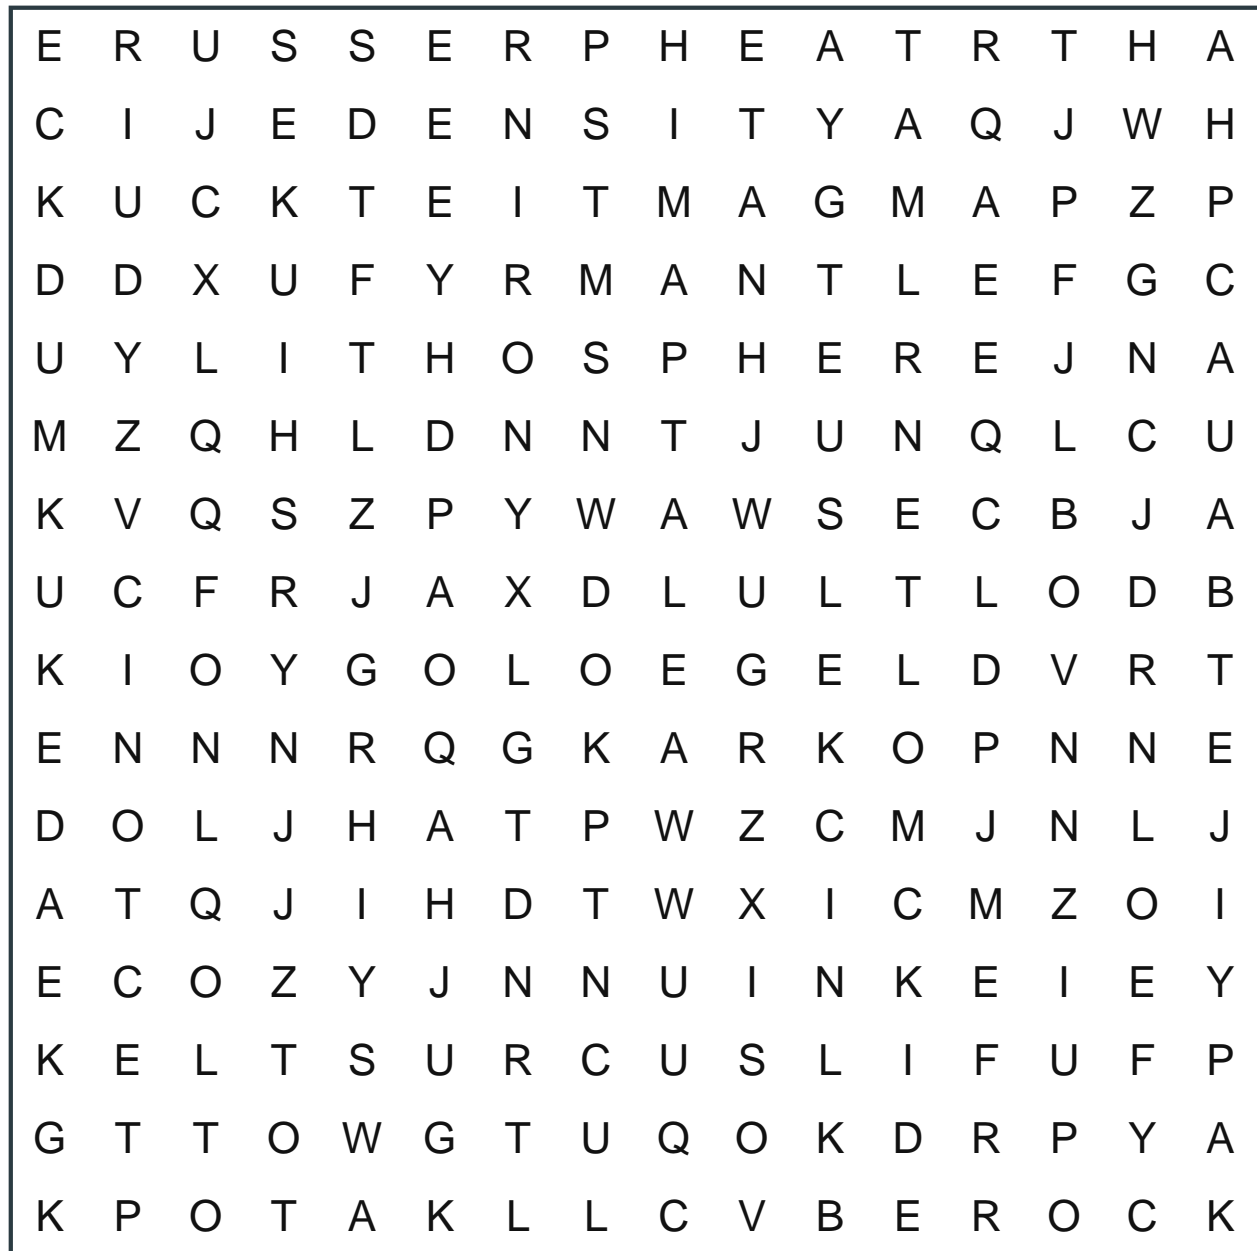 E R U S S E R P H E A T R T H A
C I J E D E N S I T Y A Q J W H
K U C K T E I T M A G M A P Z P
D D X U F Y R M A N T L E F G C
U Y L I T H O S P H E R E J N A
M Z Q H L D N N T J U N Q L C U
K V Q S Z P Y W A W S E C B J A
U C F R J A X D L U L T L O D B
K I O Y G O L O E G E L D V R T
E N N N R Q G K A R K O P N N E
D O L J H A T P W Z C M J N L J
A T Q J I H D T W X I C M Z O I
E C O Z Y J N N U I N K E I E Y
K E L T S U R C U S L I F U F P
G T T O W G T U Q O K D R P Y A
K P O T A K L L C V B E R O C K